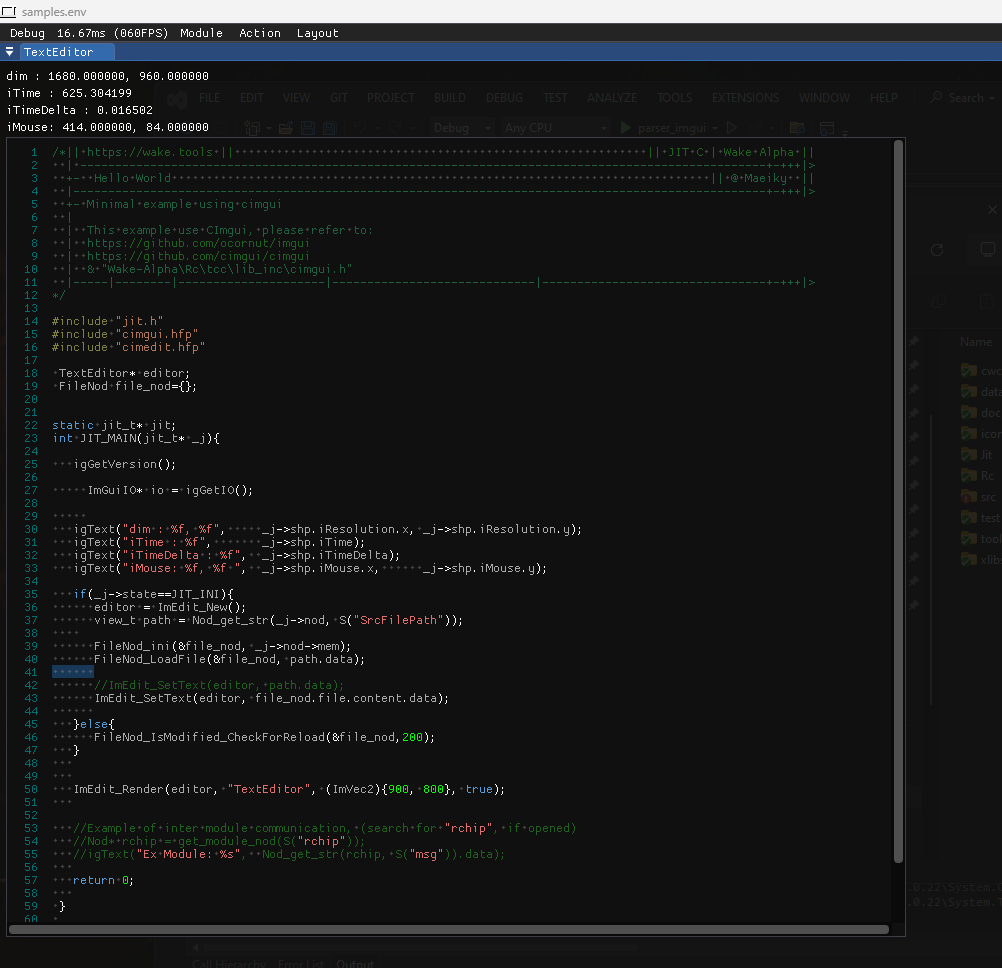 samples.env
Debug 16.67ms (060FPS) Module Action Layout
TextEditor
dim : 1680.000000, 960.000000
iTime : 625.304199
iTimeDelta : 0.016502
iMouse: 414.000000, 84.000000
FILE EDIT VIEW GIT PROJECT BUILD DEBUG TEST ANALYZE TOOLS EXTENSIONS WINDOW HELP Search
Debug Any CPU parser_imgui
1 /*|| https://wake.tools || || JIT C | Wake Alpha ||
2 |
3 +- Hello World || @ Maeiky ||
4 |
5 +- Minimal example using cimgui
6 |
7 | This example use CImgui, please refer to:
8 | https://github.com/ocornut/imgui
9 | https://github.com/cimgui/cimgui
10 | & "Wake-Alpha\Rc\tcc\lib_inc\cimgui.h"
11 |-----|--------|---------------------|-----------------------------|--------------------------------+-+++|>
12 */
13
14 #include "jit.h"
15 #include "cimgui.hfp"
16 #include "cimedit.hfp"
17
18 TextEditor* editor;
19 FileNod file_nod={};
20
21
22 static jit_t* jit;
23 int JIT_MAIN(jit_t* _j){
24
25 igGetVersion();
26
27 ImGuiIO* io = igGetIO();
28
29
30 igText("dim : %f, %f", _j->shp.iResolution.x, _j->shp.iResolution.y);
31 igText("iTime : %f", _j->shp.iTime);
32 igText("iTimeDelta : %f", _j->shp.iTimeDelta);
33 igText("iMouse: %f, %f ", _j->shp.iMouse.x, _j->shp.iMouse.y);
34
35 if(_j->state==JIT_INI){
36 editor = ImEdit_New();
37 view_t path = Nod_get_str(_j->nod, S("SrcFilePath"));
38
39 FileNod_ini(&file_nod, _j->nod->mem);
40 FileNod_LoadFile(&file_nod, path.data);
41
42 //ImEdit_SetText(editor, path.data);
43 ImEdit_SetText(editor, file_nod.file.content.data);
44
45 }else{
46 FileNod_IsModified_CheckForReload(&file_nod,200);
47 }
48
49
50 ImEdit_Render(editor, "TextEditor", (ImVec2){900, 800}, true);
51
52
53 //Example of inter module communication, (search for "rchip", if opened)
54 //Nod* rchip = get_module_nod(S("rchip"));
55 //igText("Ex Module: %s", Nod_get_str(rchip, S("msg")).data);
56
57 return 0;
58
59 }
60
Name
cwc
data
doc
icon
Jit
Rc
src
test
tool
xlibs
.0.22\System.
.0.22\System.
Call Hierarchy Error List Output